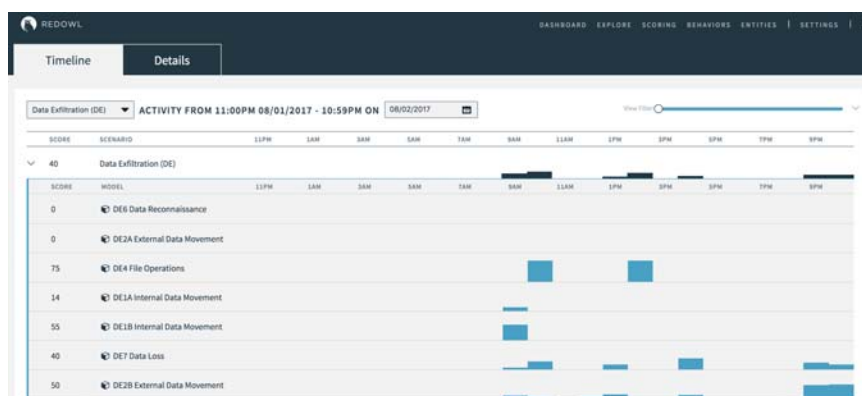 REDOWL
DASHBOARD EXPLORE SCORING BEHAVIORS ENTITIES | SETTINGS |
Timeline Details
Data Exfiltration (DE) ACTIVITY FROM 11:00PM 08/01/2017 - 10:59PM ON 08/02/2017 View Filter
SCORE SCENARIO 11PM 1AM 3AM 5AM 7AM 9AM 11AM 1PM 3PM 5PM 7PM 9PM
40 Data Exfiltration (DE)
SCORE MODEL 11PM 1AM 3AM 5AM 7AM 9AM 11AM 1PM 3PM 5PM 7PM 9PM
0 DE6 Data Reconnaissance
0 DE2A External Data Movement
75 DE4 File Operations
14 DE1A Internal Data Movement
55 DE1B Internal Data Movement
40 DE7 Data Loss
50 DE2B External Data Movement